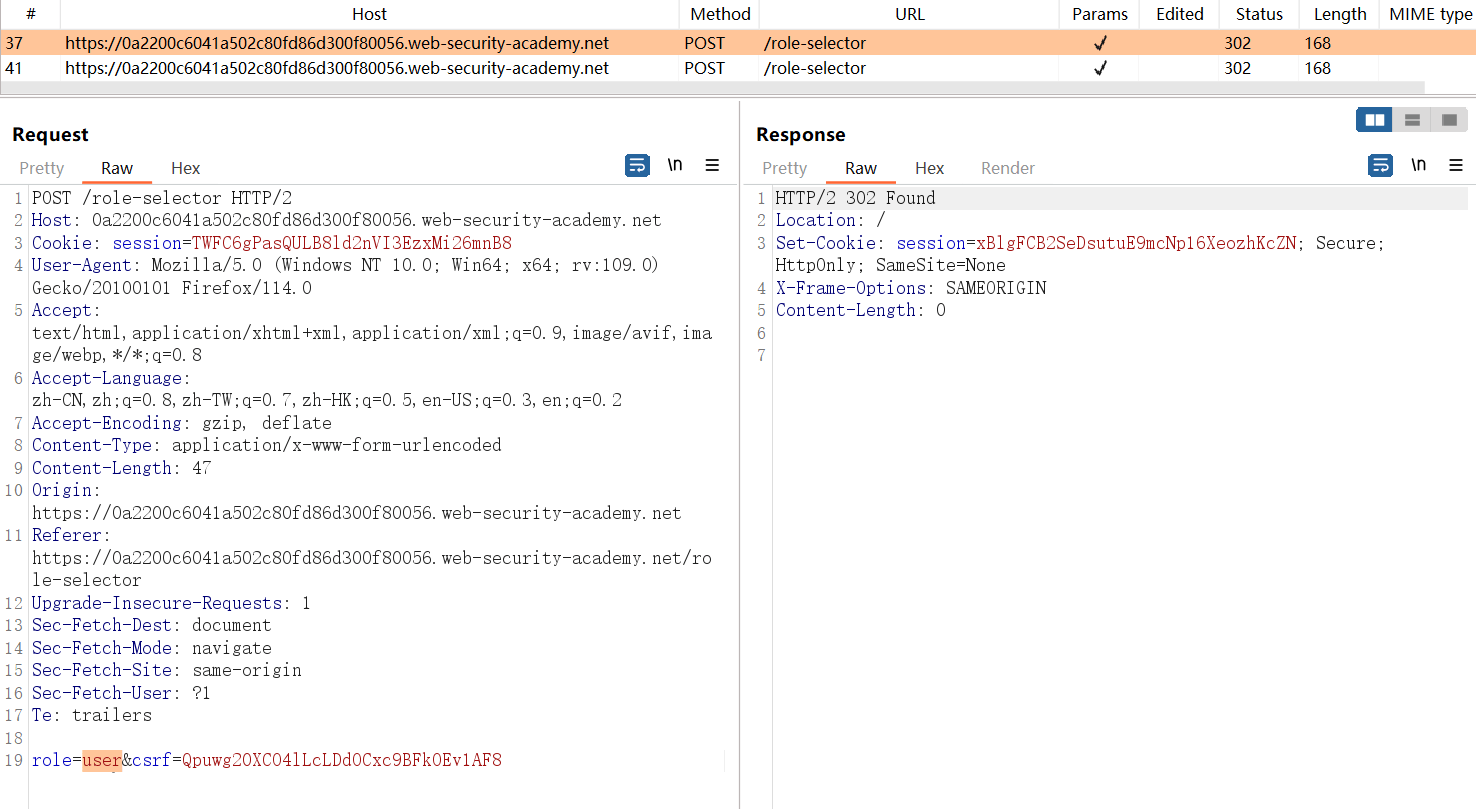 # Host Method URL Params Edited Status Length MIME type
37 https://0a2200c6041a502c80fd86d300f80056.web-security-academy.net POST /role-selector ✓ 302 168
41 https://0a2200c6041a502c80fd86d300f80056.web-security-academy.net POST /role-selector ✓ 302 168
Request
Pretty Raw Hex
\n
1 POST /role-selector HTTP/2
2 Host: 0a2200c6041a502c80fd86d300f80056.web-security-academy.net
3 Cookie: session=TWFC6gPasQULB8ld2nVI3EzxMi26mnB8
4 User-Agent: Mozilla/5.0 (Windows NT 10.0; Win64; x64; rv:109.0)
Gecko/20100101 Firefox/114.0
5 Accept:
text/html,application/xhtml+xml,application/xml;q=0.9,image/avif,ima
ge/webp,*/*;q=0.8
6 Accept-Language:
zh-CN,zh;q=0.8,zh-TW;q=0.7,zh-HK;q=0.5,en-US;q=0.3,en;q=0.2
7 Accept-Encoding: gzip, deflate
8 Content-Type: application/x-www-form-urlencoded
9 Content-Length: 47
10 Origin:
https://0a2200c6041a502c80fd86d300f80056.web-security-academy.net
11 Referer:
https://0a2200c6041a502c80fd86d300f80056.web-security-academy.net/ro
le-selector
12 Upgrade-Insecure-Requests: 1
13 Sec-Fetch-Dest: document
14 Sec-Fetch-Mode: navigate
15 Sec-Fetch-Site: same-origin
16 Sec-Fetch-User: ?1
17 Te: trailers
18
19 role=user&csrf=Qpuwg2OXC04lLcLDdOCxc9BFkOEv1AF8
Response
Pretty Raw Hex Render
\n
1 HTTP/2 302 Found
2 Location: /
3 Set-Cookie: session=xBlgFCB2SeDsutuE9mcNp16XeozhKcZN; Secure;
HttpOnly; SameSite=None
4 X-Frame-Options: SAMEORIGIN
5 Content-Length: 0
6
7